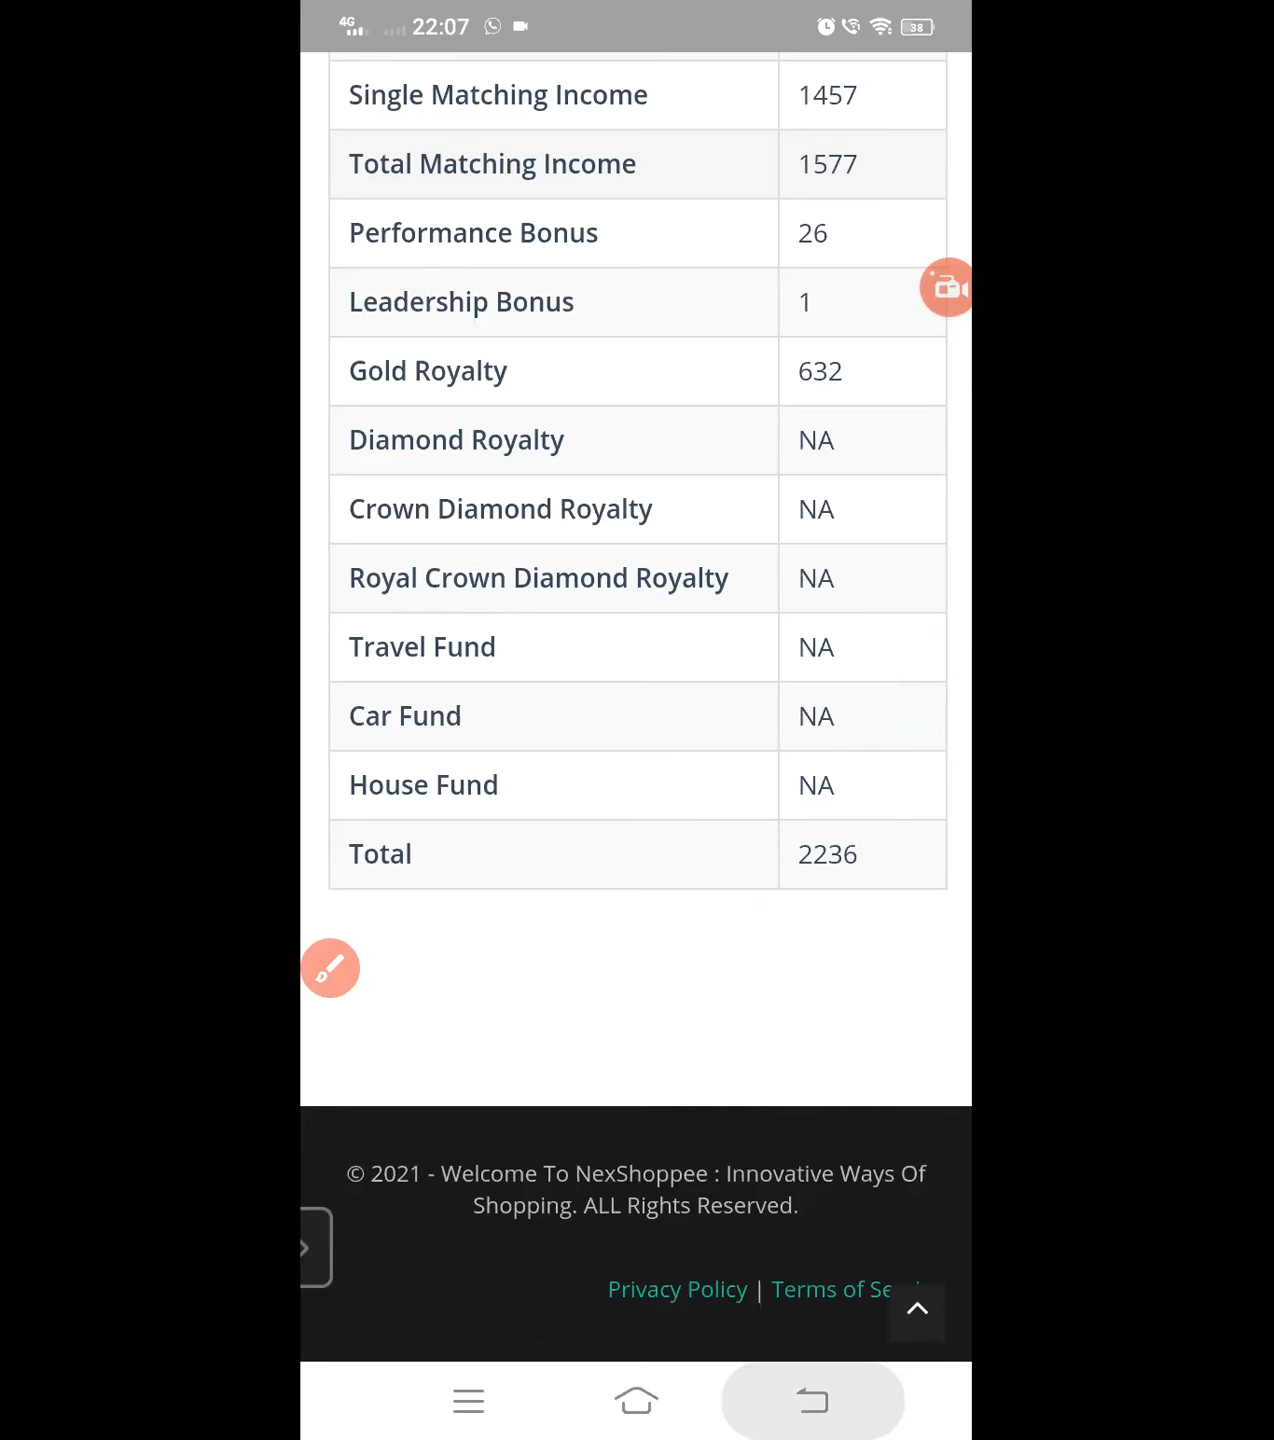 4G 22:07 38
Single Matching Income 1457
Total Matching Income 1577
Performance Bonus 26
Leadership Bonus 1
Gold Royalty 632
Diamond Royalty NA
Crown Diamond Royalty NA
Royal Crown Diamond Royalty NA
Travel Fund NA
Car Fund NA
House Fund NA
Total 2236
© 2021 - Welcome To NexShoppee : Innovative Ways Of
Shopping. ALL Rights Reserved.
Privacy Policy | Terms of